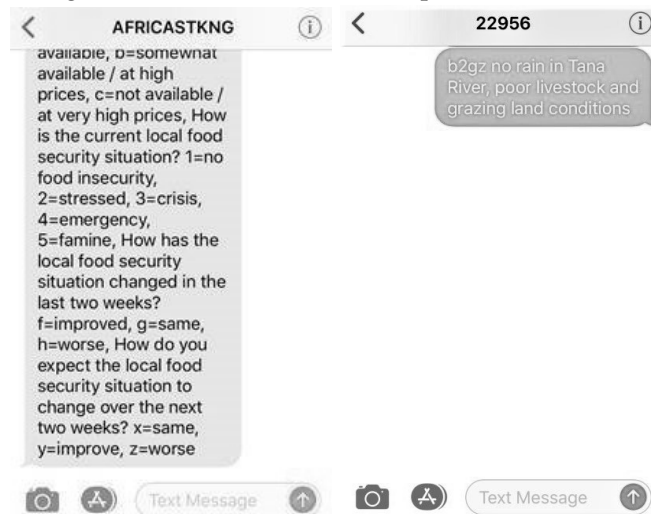 AFRICASTKNG
available, b=somewhat
available / at high
prices, c=not available /
at very high prices, How
is the current local food
security situation? 1=no
food insecurity,
2=stressed, 3=crisis,
4=emergency,
5=famine, How has the
local food security
situation changed in the
last two weeks?
f=improved, g=same,
h=worse, How do you
expect the local food
security situation to
change over the next
two weeks? x=same,
y=improve, z=worse
Text Message
22956
b2gz no rain in Tana
River, poor livestock and
grazing land conditions
Text Message